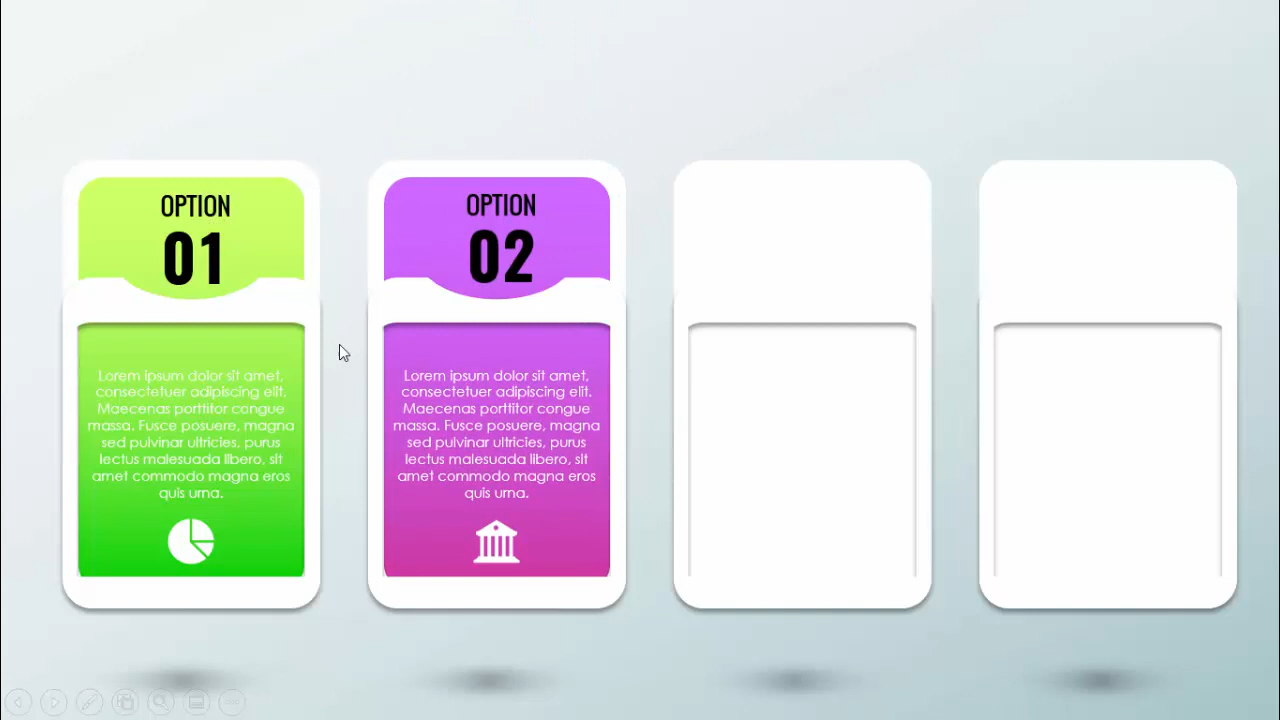 OPTION
01
Lorem ipsum dolor sit amet,
consectetuer adipiscing elit.
Maecenas porttitor congue
massa. Fusce posuere, magna
sed pulvinar ultricies, purus
lectus malesuada libero, sit
amet commodo magna eros
quis urna.
OPTION
02
Lorem ipsum dolor sit amet,
consectetuer adipiscing elit.
Maecenas porttitor congue
massa. Fusce posuere, magna
sed pulvinar ultricies, purus
lectus malesuada libero, sit
amet commodo magna eros
quis urna.